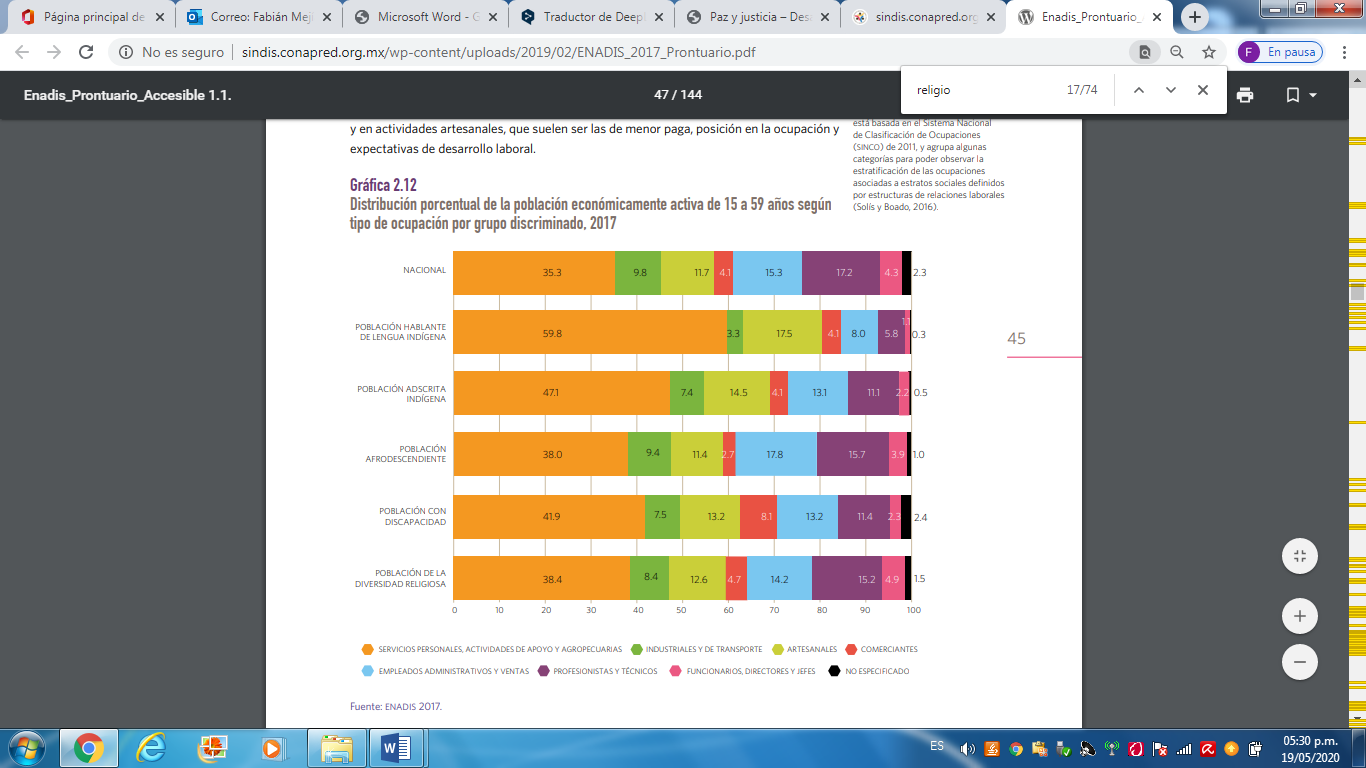 Página principal de
Correo: Fabián Mej
Microsoft Word - G
Traductor de Deepl
Paz y justicia – Desa
sindis.conapred.org
Enadis_Prontuario_
No es seguro
sindis.conapred.org.mx/wp-content/uploads/2019/02/ENADIS_2017_Prontuario.pdf
F
En pausa
Enadis_Prontuario_Accesible 1.1.
47 / 144
religio
17/74
y en actividades artesanales, que suelen ser las de menor paga, posición en la ocupación y
expectativas de desarrollo laboral.
está basada en el Sistema Nacional
de Clasificación de Ocupaciones
(SINCO) de 2011, y agrupa algunas
categorías para poder observar la
estratificación de las ocupaciones
asociadas a estratos sociales definidos
por estructuras de relaciones laborales
(Solís y Boado, 2016).
Gráfica 2.12
Distribución porcentual de la población económicamente activa de 15 a 59 años según
tipo de ocupación por grupo discriminado, 2017
NACIONAL
35.3 9.8 11.7 4.1 15.3 17.2 4.3 2.3
POBLACIÓN HABLANTE
DE LENGUA INDÍGENA
59.8 3.3 17.5 4.1 8.0 5.8 1.1 0.3
45
POBLACIÓN ADSCRITA
INDÍGENA
47.1 7.4 14.5 4.1 13.1 11.1 2.2 0.5
POBLACIÓN
AFRODESCENDIENTE
38.0 9.4 11.4 2.7 17.8 15.7 3.9 1.0
POBLACIÓN CON
DISCAPACIDAD
41.9 7.5 13.2 8.1 13.2 11.4 2.3 2.4
POBLACIÓN DE LA
DIVERSIDAD RELIGIOSA
38.4 8.4 12.6 4.7 14.2 15.2 4.9 1.5
0 10 20 30 40 50 60 70 80 90 100
SERVICIOS PERSONALES, ACTIVIDADES DE APOYO Y AGROPECUARIAS INDUSTRIALES Y DE TRANSPORTE ARTESANALES COMERCIANTES
EMPLEADOS ADMINISTRATIVOS Y VENTAS PROFESIONISTAS Y TÉCNICOS FUNCIONARIOS, DIRECTORES Y JEFES NO ESPECIFICADO
Fuente: ENADIS 2017.
ES
05:30 p.m.
19/05/2020